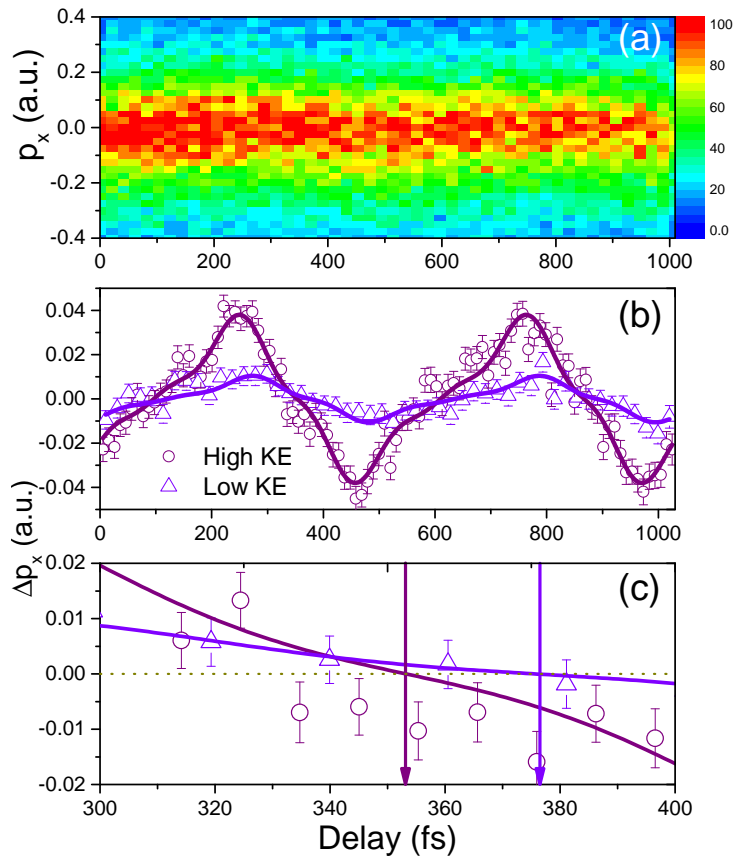 (a)
0.4
0.2
0.0
-0.2
-0.4
p_x (a.u.)
0 200 400 600 800 1000
100
80
60
40
20
0.0
(b)
0.04
0.02
0.00
-0.02
-0.04
High KE
Low KE
0 200 400 600 800 1000
Δp_x (a.u.)
(c)
0.02
0.01
0.00
-0.01
-0.02
300 320 340 360 380 400
Delay (fs)